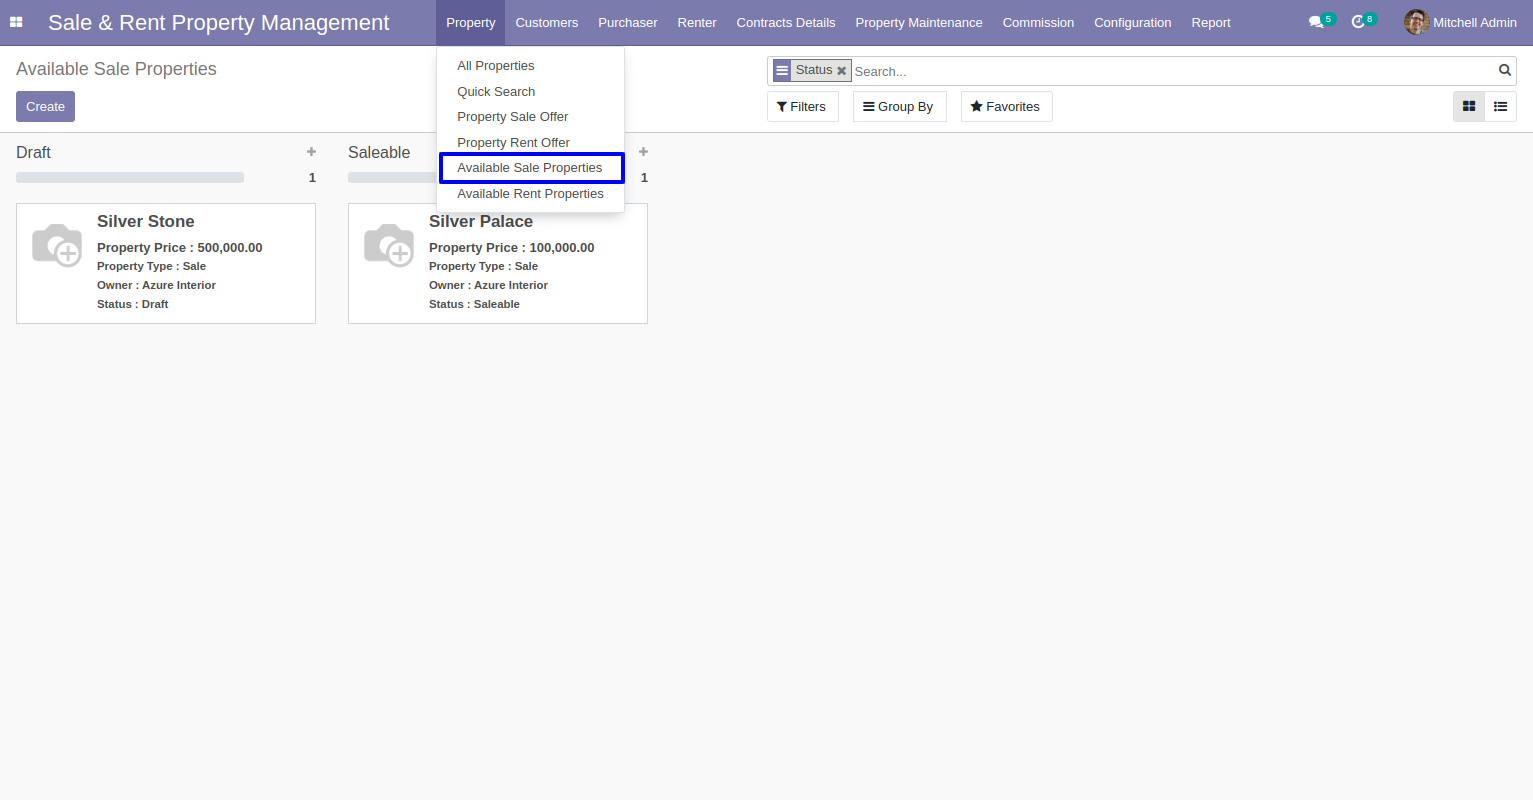 Sale & Rent Property Management
Property Customers Purchaser Renter Contracts Details Property Maintenance Commission Configuration Report
5 8 Mitchell Admin
Available Sale Properties
Create
All Properties
Quick Search
Property Sale Offer
Property Rent Offer
Available Sale Properties
Available Rent Properties
Status Search...
Filters Group By Favorites
Draft
1
Silver Stone
Property Price : 500,000.00
Property Type : Sale
Owner : Azure Interior
Status : Draft
Saleable
1
Silver Palace
Property Price : 100,000.00
Property Type : Sale
Owner : Azure Interior
Status : Saleable